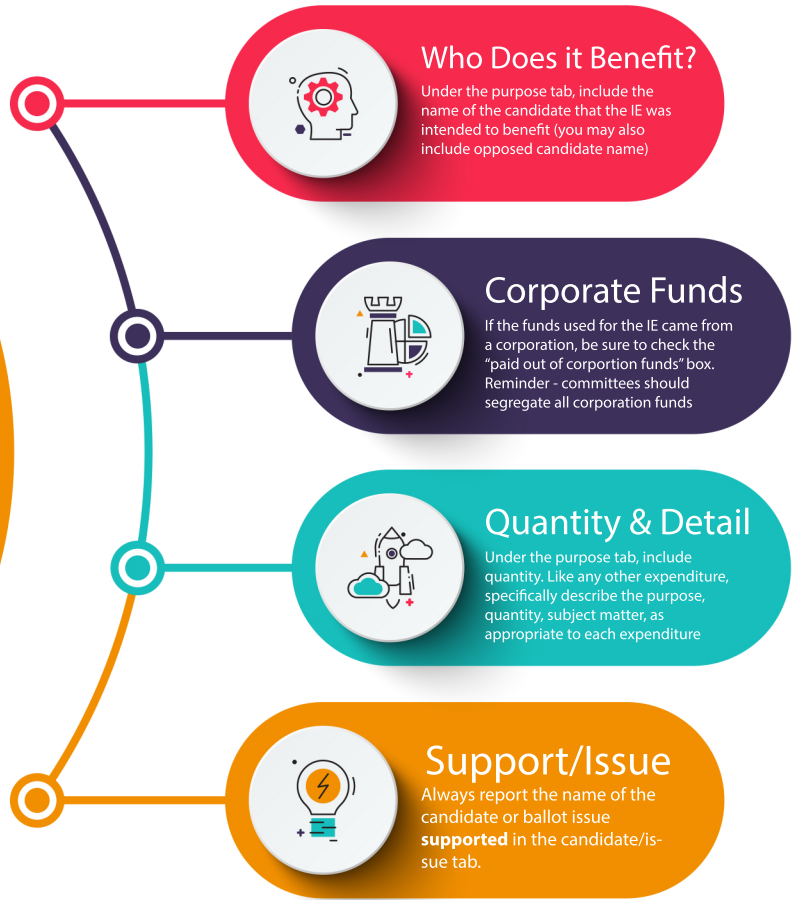 Who Does it Benefit?
Under the purpose tab, include the
name of the candidate that the IE was
intended to benefit (you may also
include opposed candidate name)
Corporate Funds
If the funds used for the IE came from
a corporation, be sure to check the
“paid out of corportion funds” box.
Reminder - committees should
segregate all corporation funds
Quantity & Detail
Under the purpose tab, include
quantity. Like any other expenditure,
specifically describe the purpose,
quantity, subject matter, as
appropriate to each expenditure
Support/Issue
Always report the name of the
candidate or ballot issue
supported in the candidate/is-
sue tab.